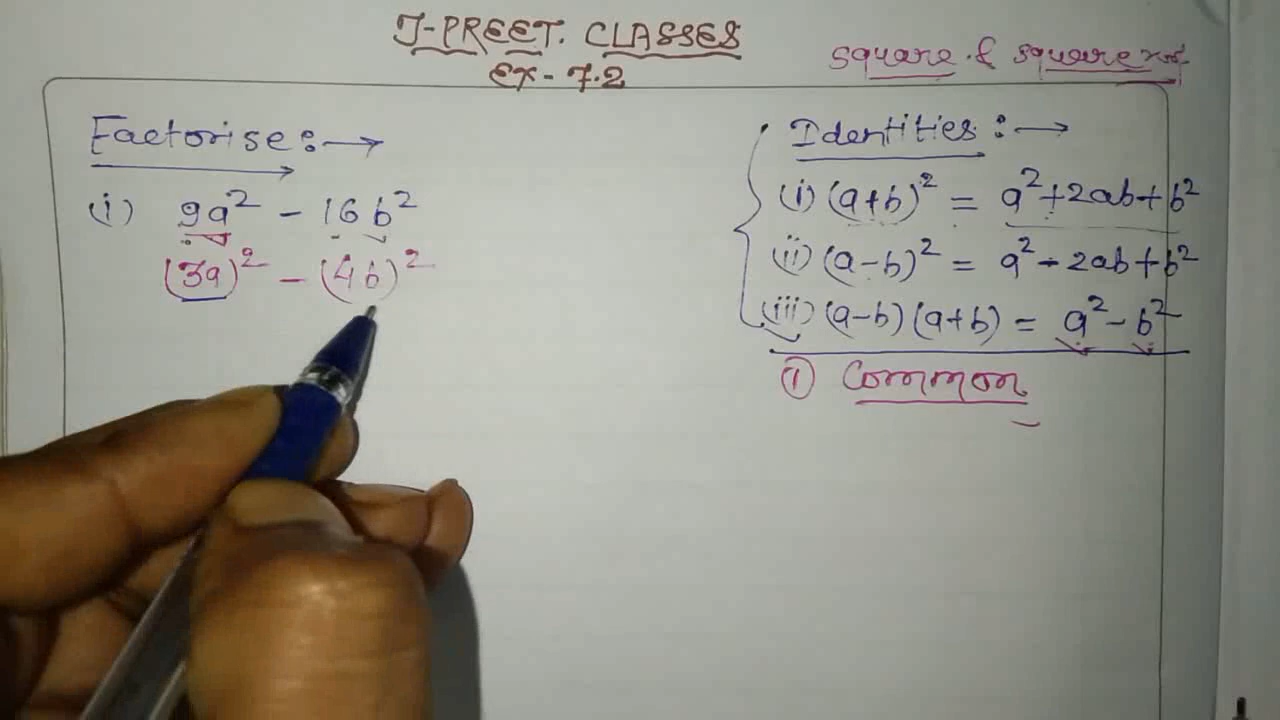 J-PREET. CLASSES
EX-7.2
square & square root
Factorise:→
(i) 9a² - 16b²
(3a)² - (4b)²
Identities:→
(i) (a+b)² = a²+2ab+b²
(ii) (a-b)² = a²-2ab+b²
(iii) (a-b)(a+b) = a²-b²
① Common